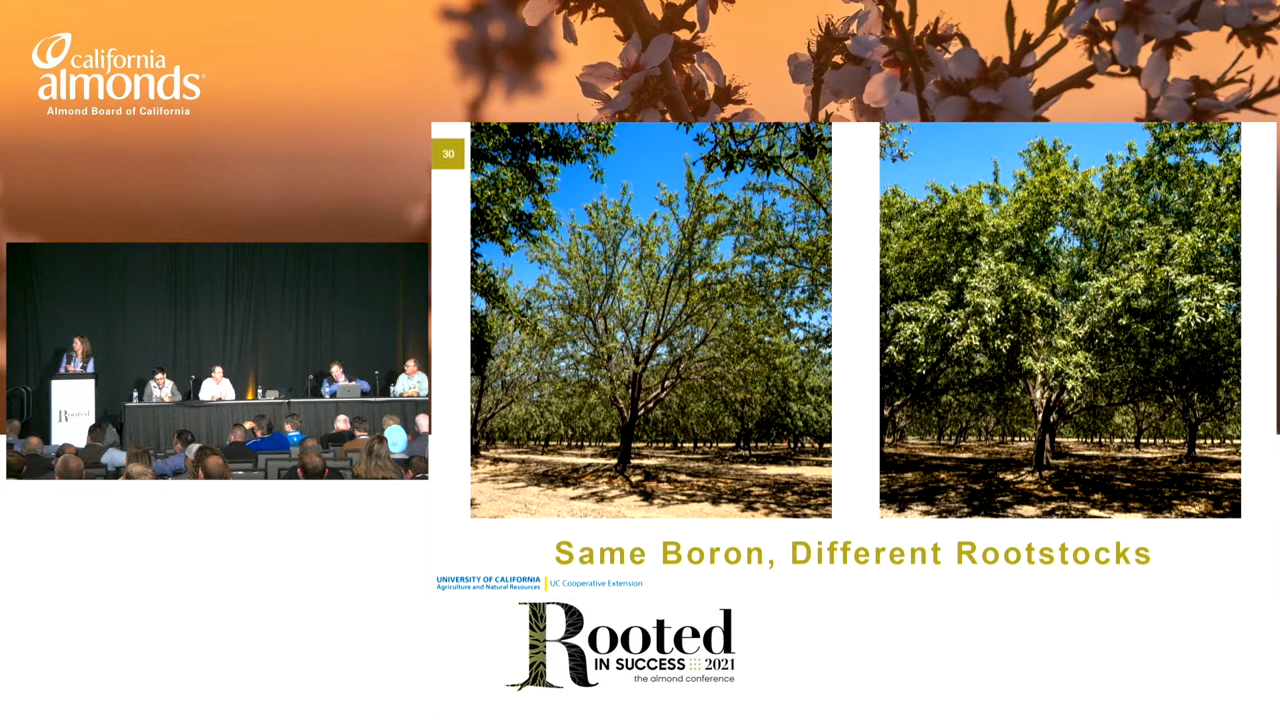 california
almonds
Almond Board of California
30
Rooted
Same Boron, Different Rootstocks
UNIVERSITY OF CALIFORNIA
Agriculture and Natural Resources
UC Cooperative Extension
Rooted
IN SUCCESS 2021
the almond conference